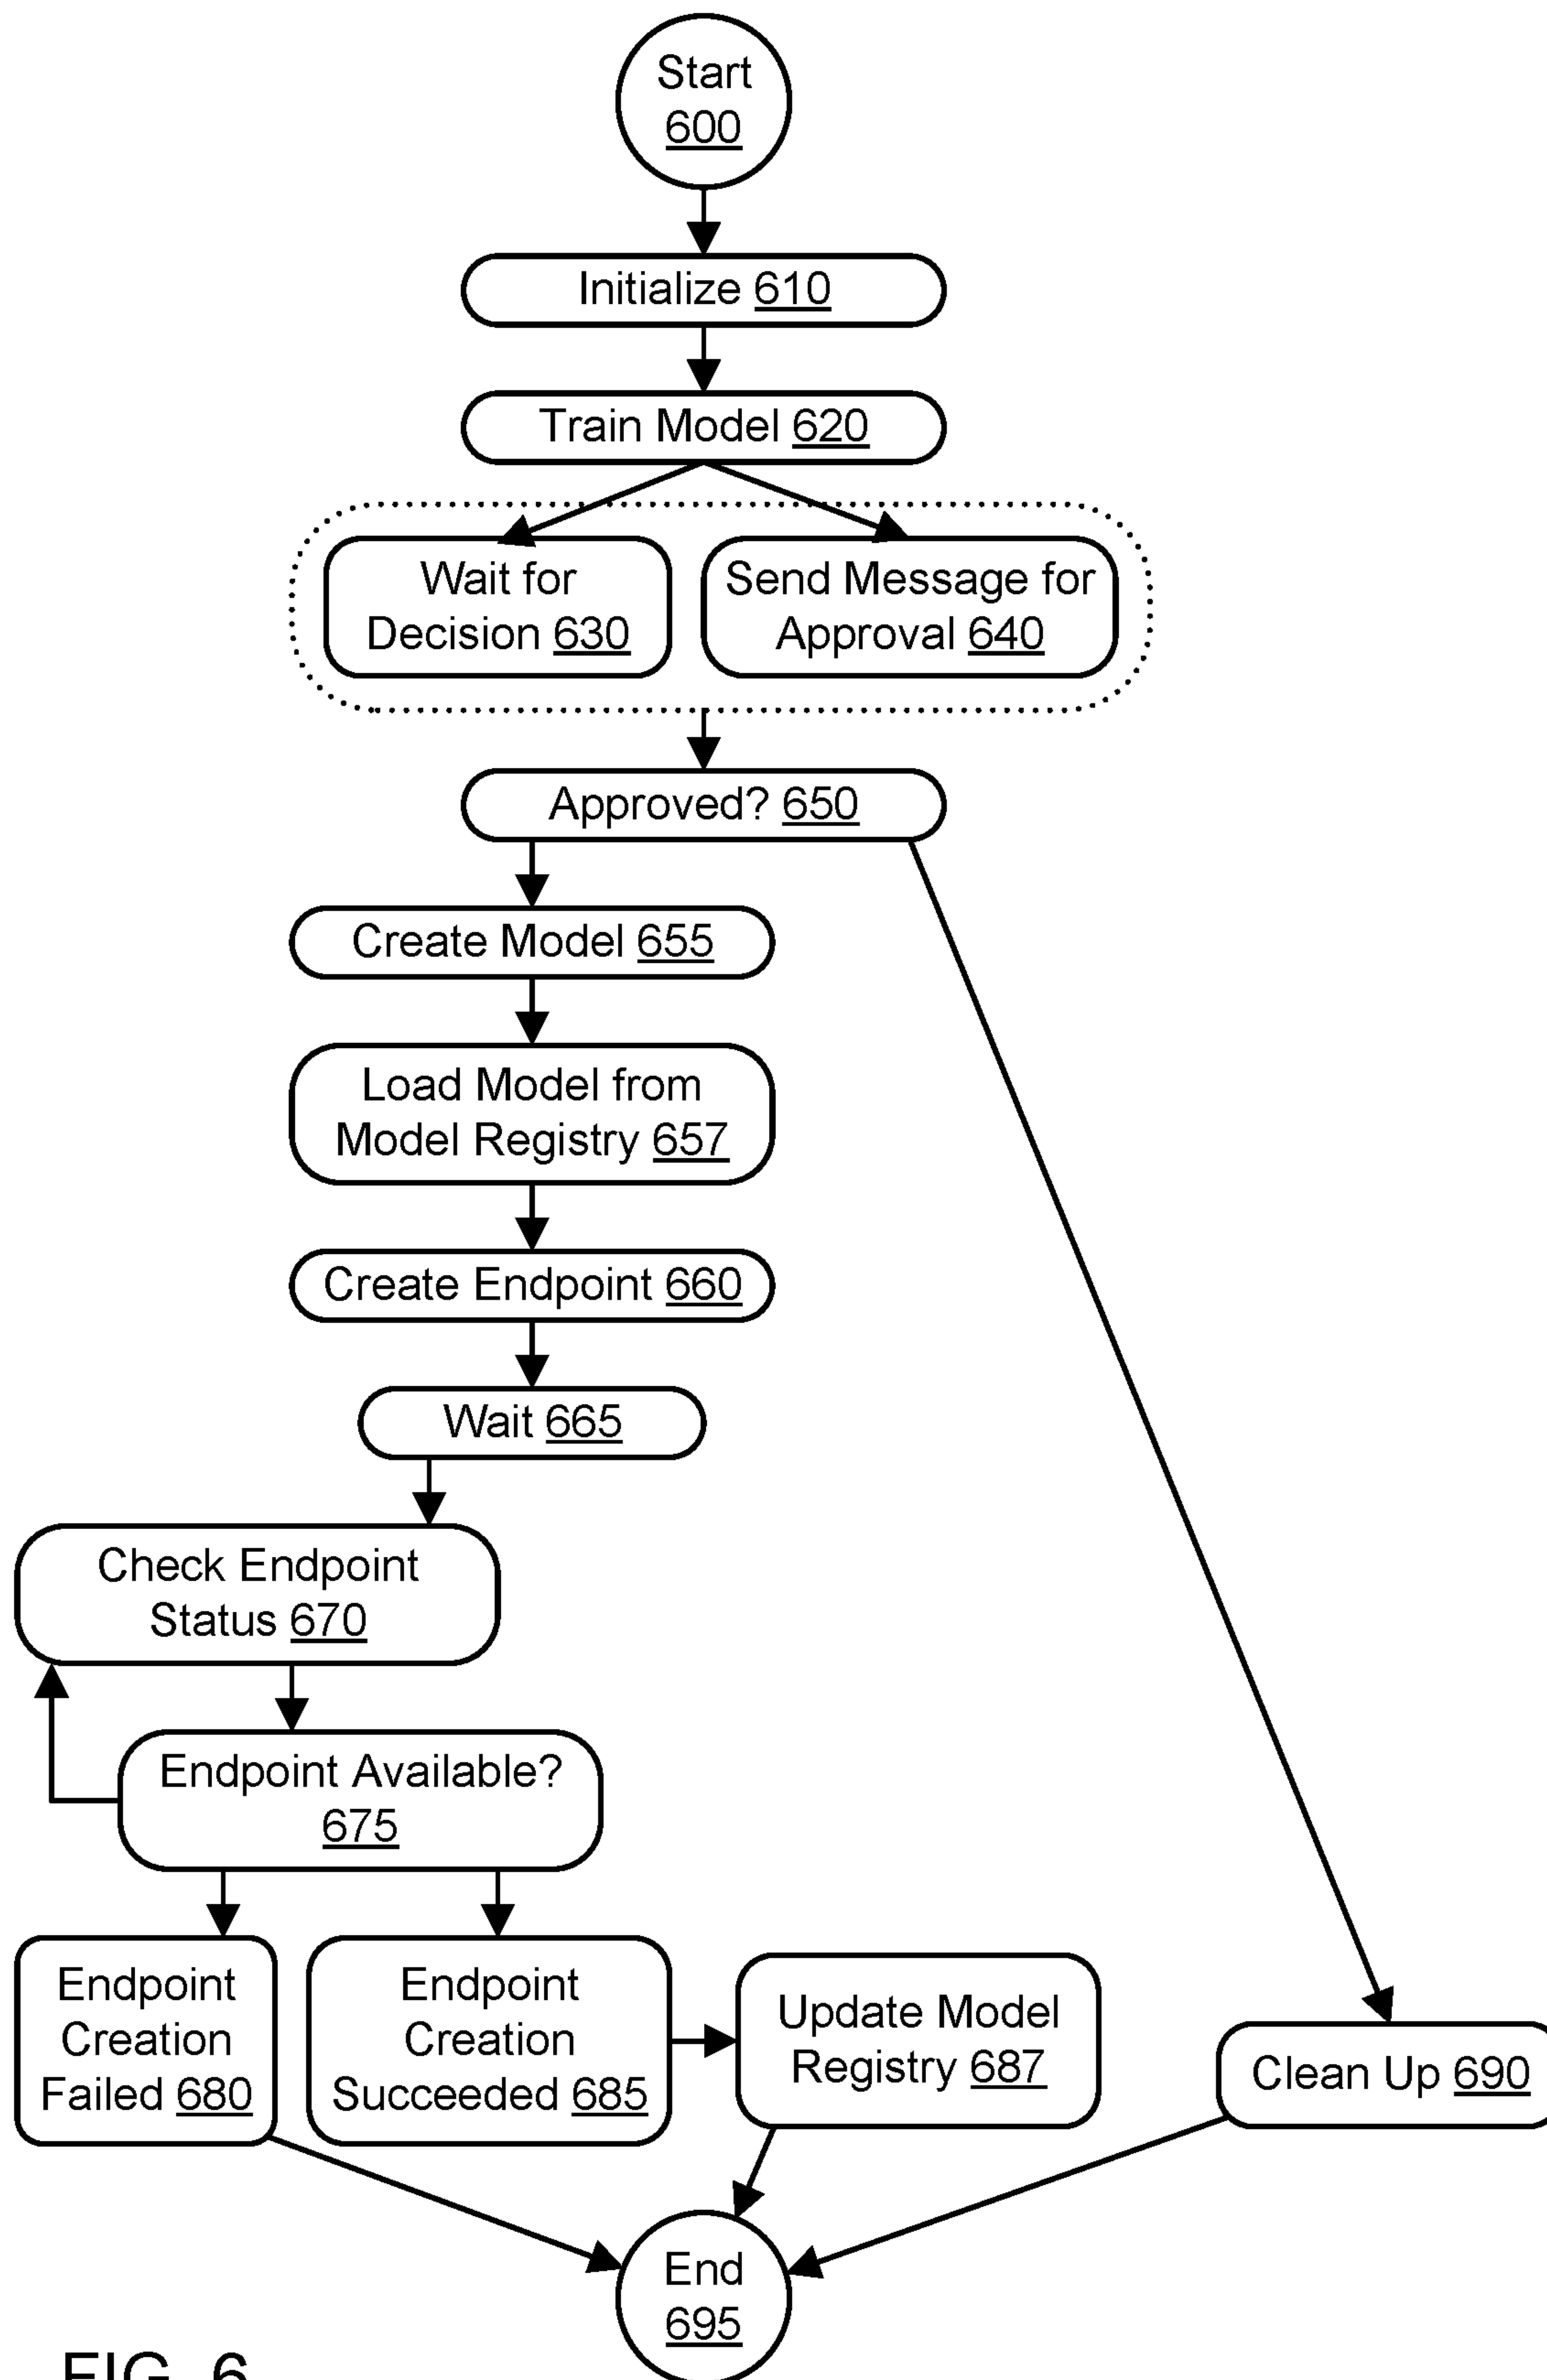 Start
600
Initialize 610
Train Model 620
Wait for
Decision 630
Send Message for
Approval 640
Approved? 650
Create Model 655
Load Model from
Model Registry 657
Create Endpoint 660
Wait 665
Check Endpoint
Status 670
Endpoint Available?
675
Endpoint
Creation
Failed 680
Endpoint
Creation
Succeeded 685
Update Model
Registry 687
Clean Up 690
End
695
FIG. 6